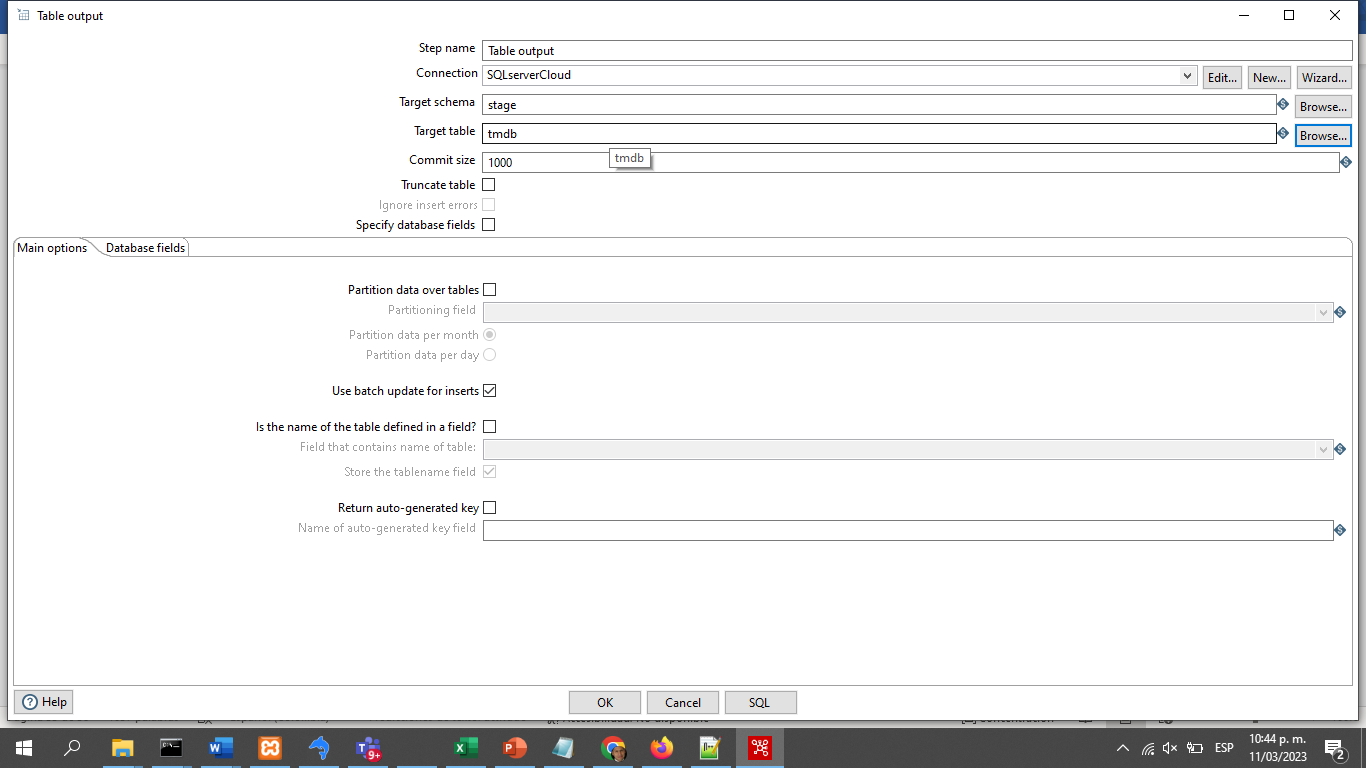 Table output
Step name Table output
Connection SQLserverCloud Edit... New... Wizard...
Target schema stage Browse...
Target table tmdb Browse...
tmdb
Commit size 1000
Truncate table
Ignore insert errors
Specify database fields
Main options Database fields
Partition data over tables
Partitioning field
Partition data per month
Partition data per day
Use batch update for inserts
Is the name of the table defined in a field?
Field that contains name of table:
Store the tablename field
Return auto-generated key
Name of auto-generated key field
Help OK Cancel SQL
9+
ESP
10:44 p. m.
11/03/2023
2